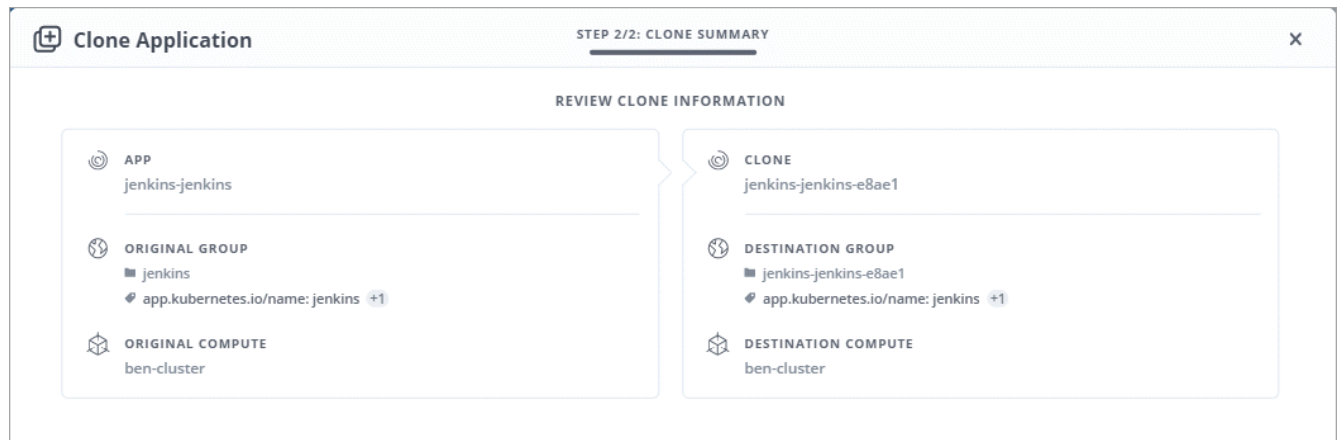 Clone Application
STEP 2/2: CLONE SUMMARY
REVIEW CLONE INFORMATION
APP
jenkins-jenkins
ORIGINAL GROUP
jenkins
app.kubernetes.io/name: jenkins +1
ORIGINAL COMPUTE
ben-cluster
CLONE
jenkins-jenkins-e8ae1
DESTINATION GROUP
jenkins-jenkins-e8ae1
app.kubernetes.io/name: jenkins +1
DESTINATION COMPUTE
ben-cluster